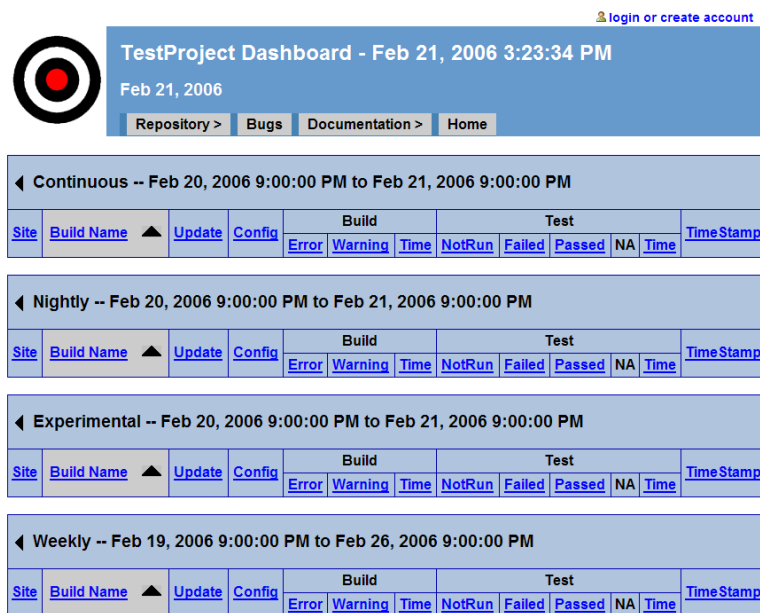 login or create account
TestProject Dashboard - Feb 21, 2006 3:23:34 PM
Feb 21, 2006
Repository > Bugs Documentation > Home
Continuous -- Feb 20, 2006 9:00:00 PM to Feb 21, 2006 9:00:00 PM
Site Build Name Update Config Build Test TimeStamp
Error Warning Time NotRun Failed Passed NA Time
Nightly -- Feb 20, 2006 9:00:00 PM to Feb 21, 2006 9:00:00 PM
Site Build Name Update Config Build Test TimeStamp
Error Warning Time NotRun Failed Passed NA Time
Experimental -- Feb 20, 2006 9:00:00 PM to Feb 21, 2006 9:00:00 PM
Site Build Name Update Config Build Test TimeStamp
Error Warning Time NotRun Failed Passed NA Time
Weekly -- Feb 19, 2006 9:00:00 PM to Feb 26, 2006 9:00:00 PM
Site Build Name Update Config Build Test TimeStamp
Error Warning Time NotRun Failed Passed NA Time